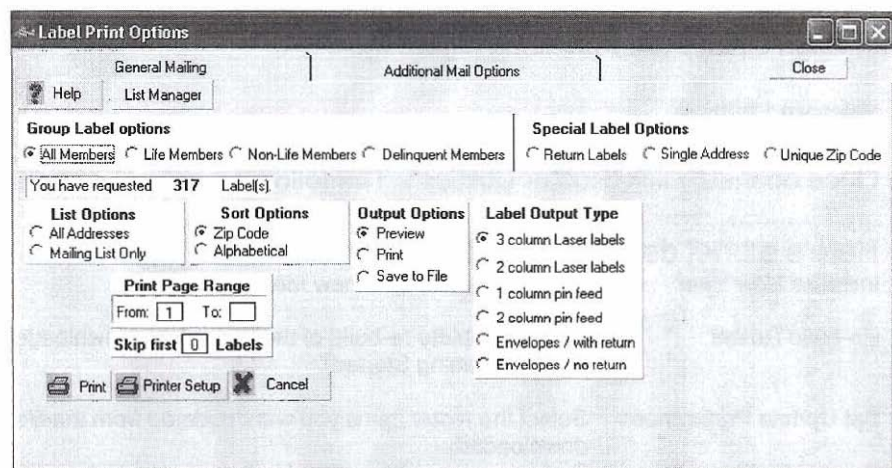 Label Print Options
General Mailing Additional Mail Options Close
? Help List Manager
Group Label options Special Label Options
All Members Life Members Non-Life Members Delinquent Members Return Labels Single Address Unique Zip Code
You have requested 317 Label[s].
List Options Sort Options Output Options Label Output Type
All Addresses Zip Code Preview 3 column Laser labels
Mailing List Only Alphabetical Print 2 column Laser labels
Save to File 1 column pin feed
Print Page Range 2 column pin feed
From: 1 To: Envelopes / with return
Skip first 0 Labels Envelopes / no return
Print Printer Setup Cancel